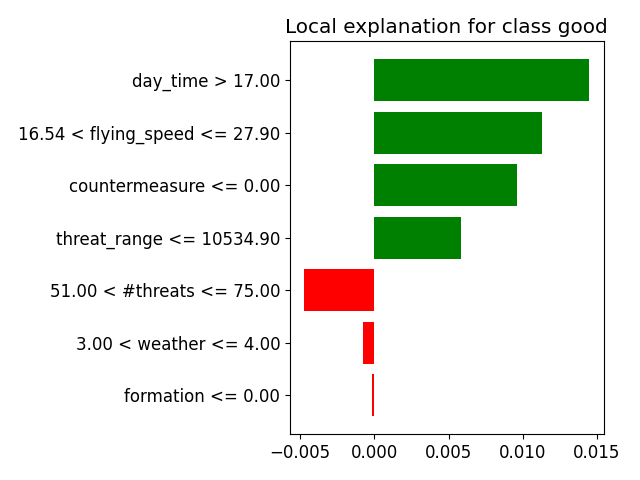 Local explanation for class good
day_time > 17.00
16.54 < flying_speed <= 27.90
countermeasure <= 0.00
threat_range <= 10534.90
51.00 < #threats <= 75.00
3.00 < weather <= 4.00
formation <= 0.00
−0.005 0.000 0.005 0.010 0.015